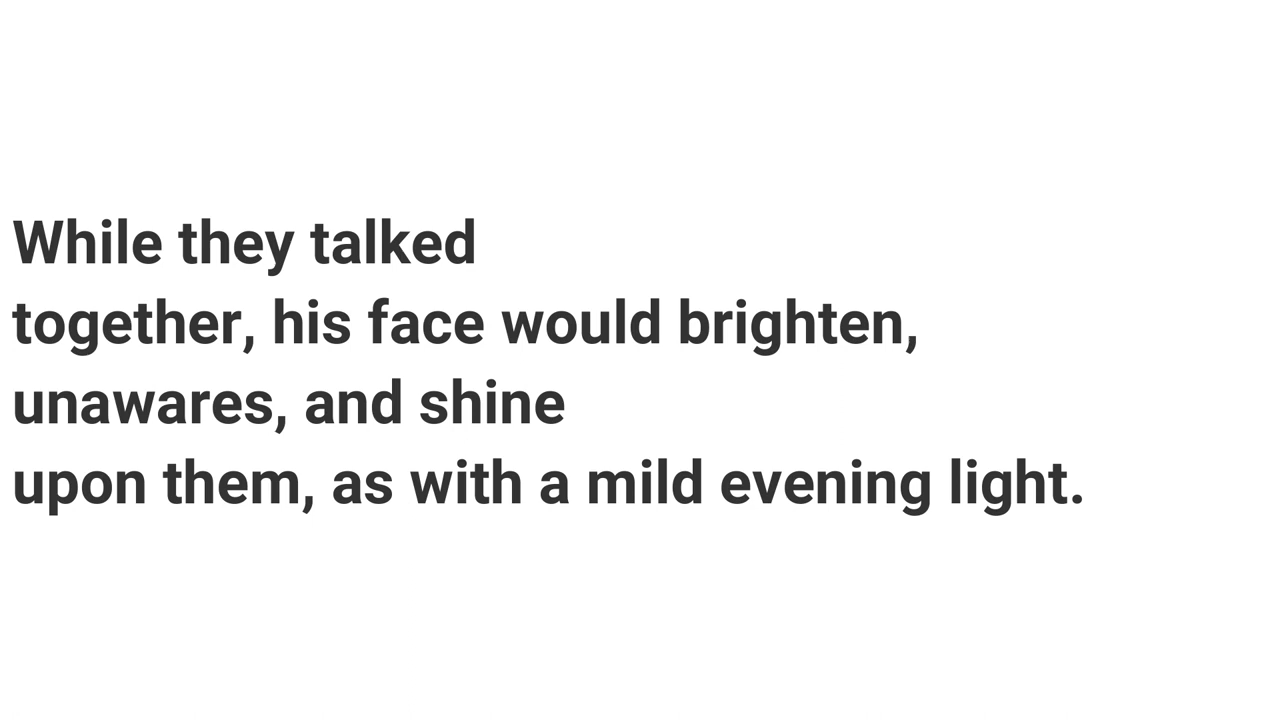 While they talked
together, his face would brighten,
unawares, and shine
upon them, as with a mild evening light.